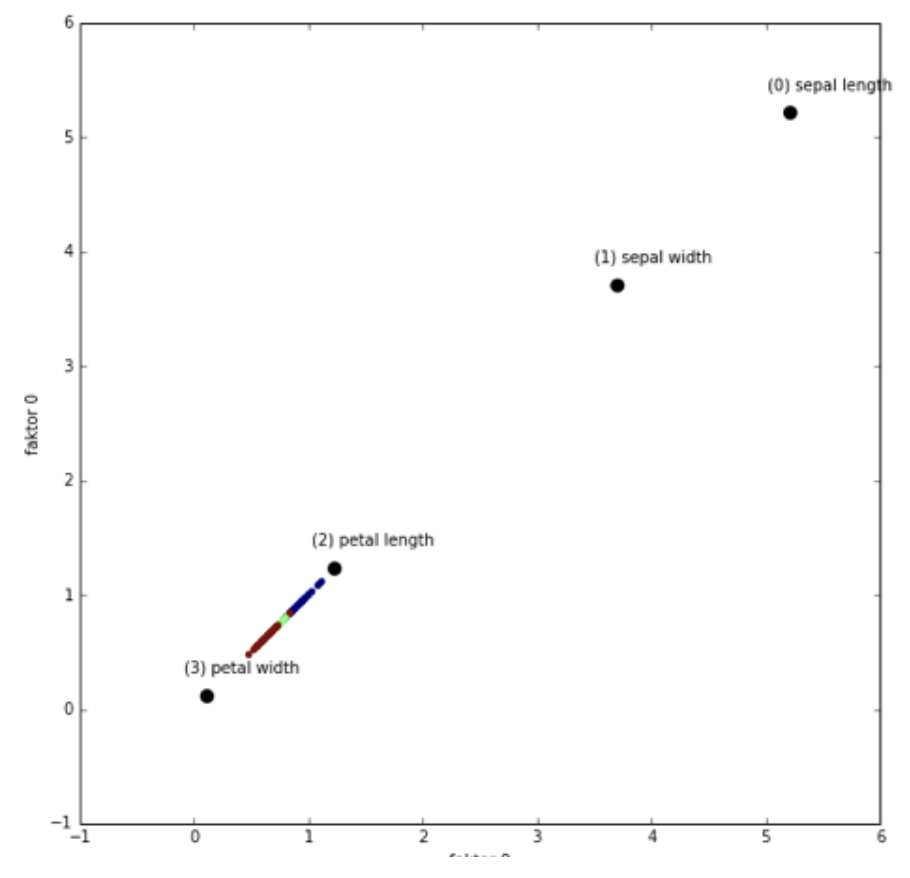 6
(0) sepal length
5
(1) sepal width
4
3
faktor 0
2
(2) petal length
1
(3) petal width
0
−1
−1 0 1 2 3 4 5 6